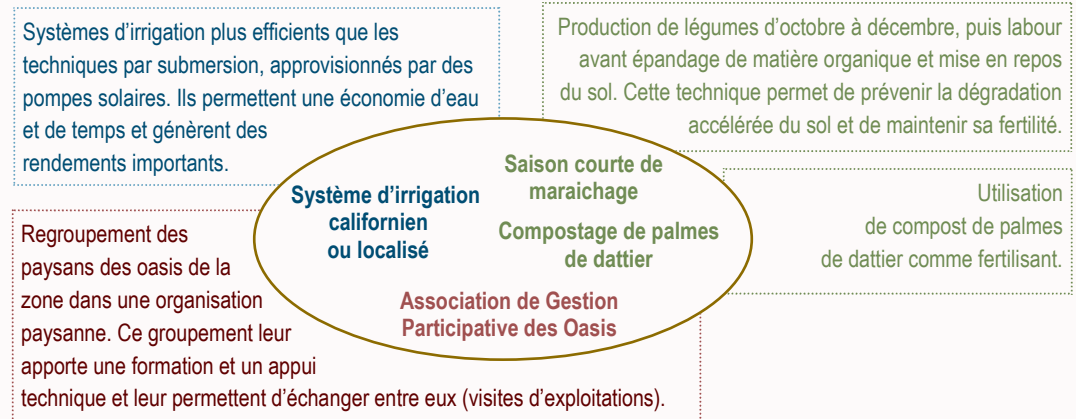 Systèmes d’irrigation plus efficients que les
techniques par submersion, approvisionnés par des
pompes solaires. Ils permettent une économie d’eau
et de temps et génèrent des
rendements importants.
Production de légumes d’octobre à décembre, puis labour
avant épandage de matière organique et mise en repos
du sol. Cette technique permet de prévenir la dégradation
accélérée du sol et de maintenir sa fertilité.
Système d’irrigation
californien
ou localisé
Saison courte de
maraichage
Compostage de palmes
de dattier
Association de Gestion
Participative des Oasis
Utilisation
de compost de palmes
de dattier comme fertilisant.
Regroupement des
paysans des oasis de la
zone dans une organisation
paysanne. Ce groupement leur
apporte une formation et un appui
technique et leur permettent d’échanger entre eux (visites d’exploitations).